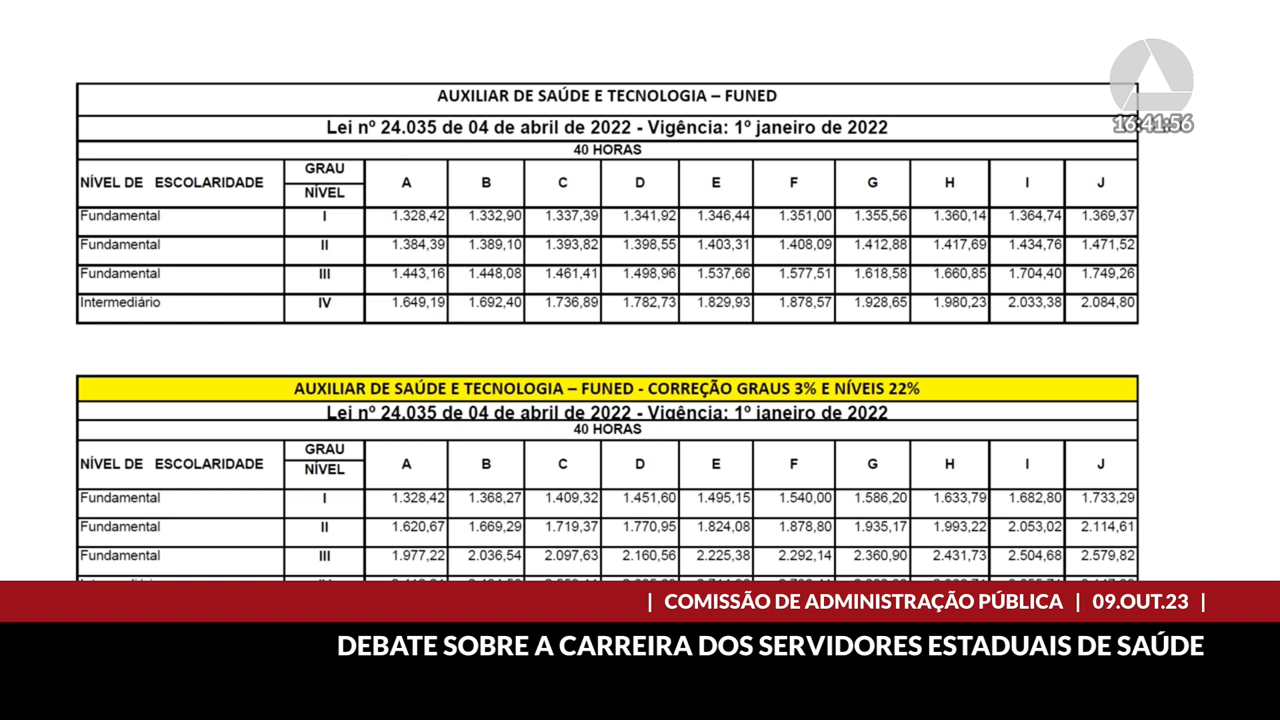 16:41:56
AUXILIAR DE SAÚDE E TECNOLOGIA – FUNED
Lei nº 24.035 de 04 de abril de 2022 - Vigência: 1º janeiro de 2022
40 HORAS
NÍVEL DE ESCOLARIDADE GRAU NÍVEL A B C D E F G H I J
Fundamental I 1.328,42 1.332,90 1.337,39 1.341,92 1.346,44 1.351,00 1.355,56 1.360,14 1.364,74 1.369,37
Fundamental II 1.384,39 1.389,10 1.393,82 1.398,55 1.403,31 1.408,09 1.412,88 1.417,69 1.434,76 1.471,52
Fundamental III 1.443,16 1.448,08 1.461,41 1.498,96 1.537,66 1.577,51 1.618,58 1.660,85 1.704,40 1.749,26
Intermediário IV 1.649,19 1.692,40 1.736,89 1.782,73 1.829,93 1.878,57 1.928,65 1.980,23 2.033,38 2.084,80
AUXILIAR DE SAÚDE E TECNOLOGIA – FUNED - CORREÇÃO GRAUS 3% E NÍVEIS 22%
Lei nº 24.035 de 04 de abril de 2022 - Vigência: 1º janeiro de 2022
40 HORAS
NÍVEL DE ESCOLARIDADE GRAU NÍVEL A B C D E F G H I J
Fundamental I 1.328,42 1.368,27 1.409,32 1.451,60 1.495,15 1.540,00 1.586,20 1.633,79 1.682,80 1.733,29
Fundamental II 1.620,67 1.669,29 1.719,37 1.770,95 1.824,08 1.878,80 1.935,17 1.993,22 2.053,02 2.114,61
Fundamental III 1.977,22 2.036,54 2.097,63 2.160,56 2.225,38 2.292,14 2.360,90 2.431,73 2.504,68 2.579,82
| COMISSÃO DE ADMINISTRAÇÃO PÚBLICA | 09.OUT.23 |
DEBATE SOBRE A CARREIRA DOS SERVIDORES ESTADUAIS DE SAÚDE